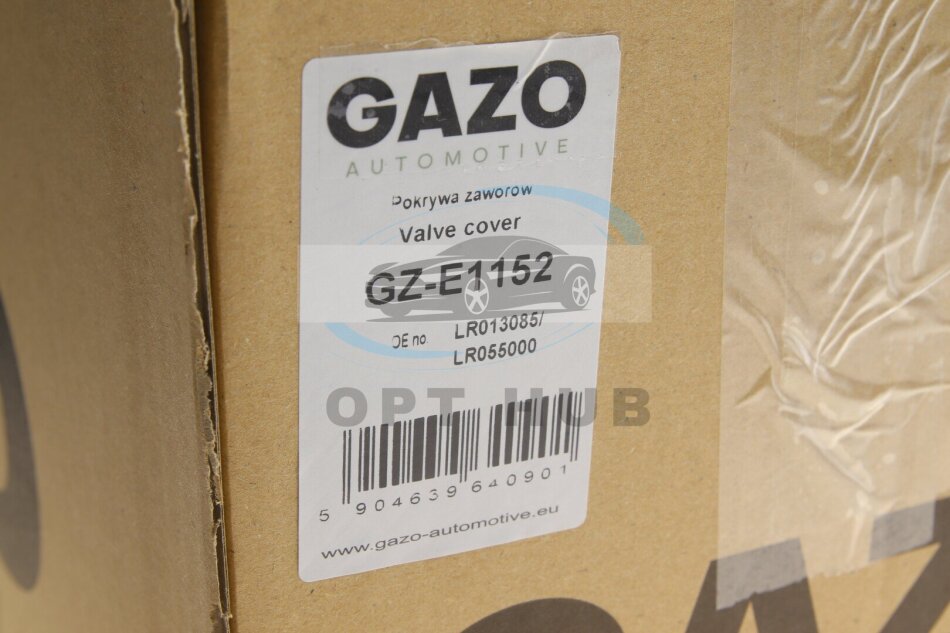 GAZO
AUTOMOTIVE
Pokrywa zaworów
Valve cover
GZ-E1152
OE no. LR013085/
LR055000
OPT HUB
5 904639 640901
www.gazo-automotive.eu